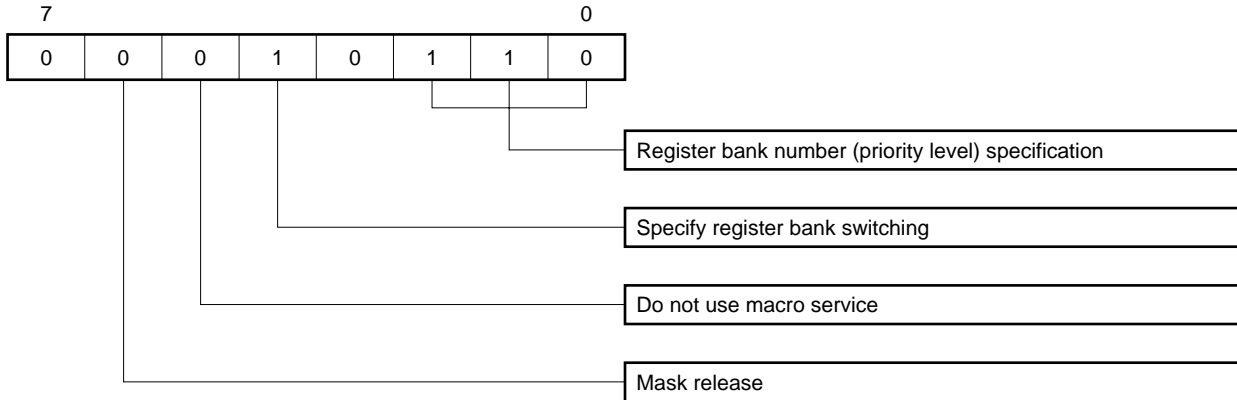 7 0
0 0 0 1 0 1 1 0
Register bank number (priority level) specification
Specify register bank switching
Do not use macro service
Mask release